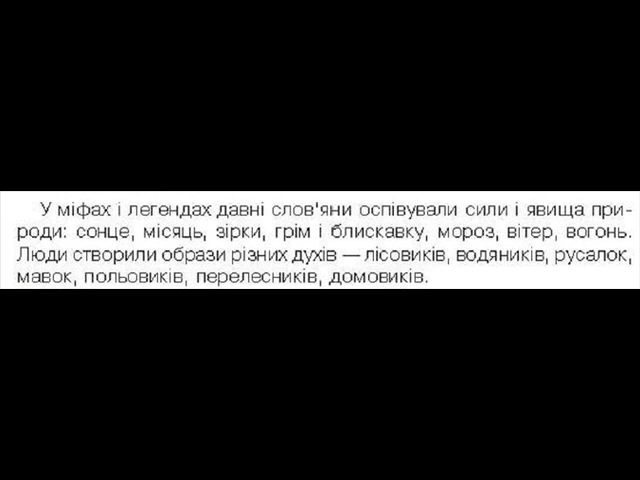 У міфах і легендах давні слов'яни оспівували сили і явища при-
роди: сонце, місяць, зірки, грім і блискавку, мороз, вітер, вогонь.
Люди створили образи різних духів — лісовиків, водяників, русалок,
мавок, польовиків, перелесників, домовиків.